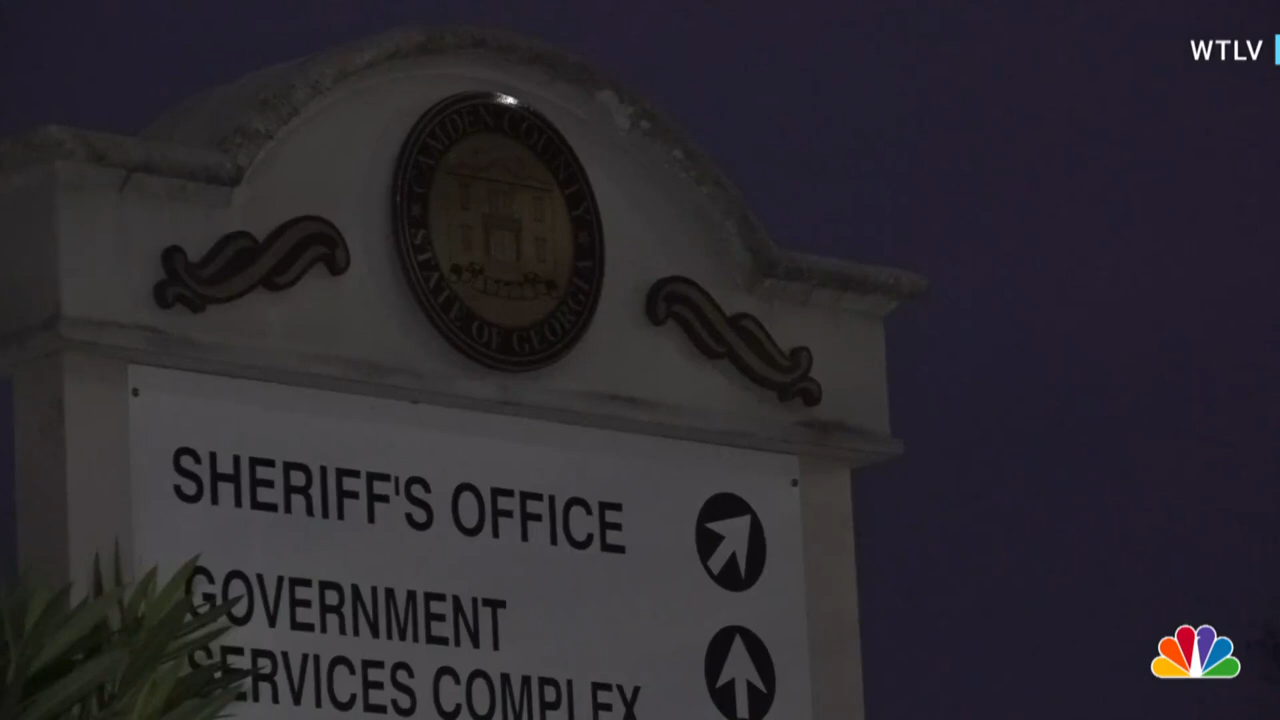 WTLV
CAMDEN COUNTY
STATE OF GEORGIA
SHERIFF'S OFFICE
GOVERNMENT
SERVICES COMPLEX